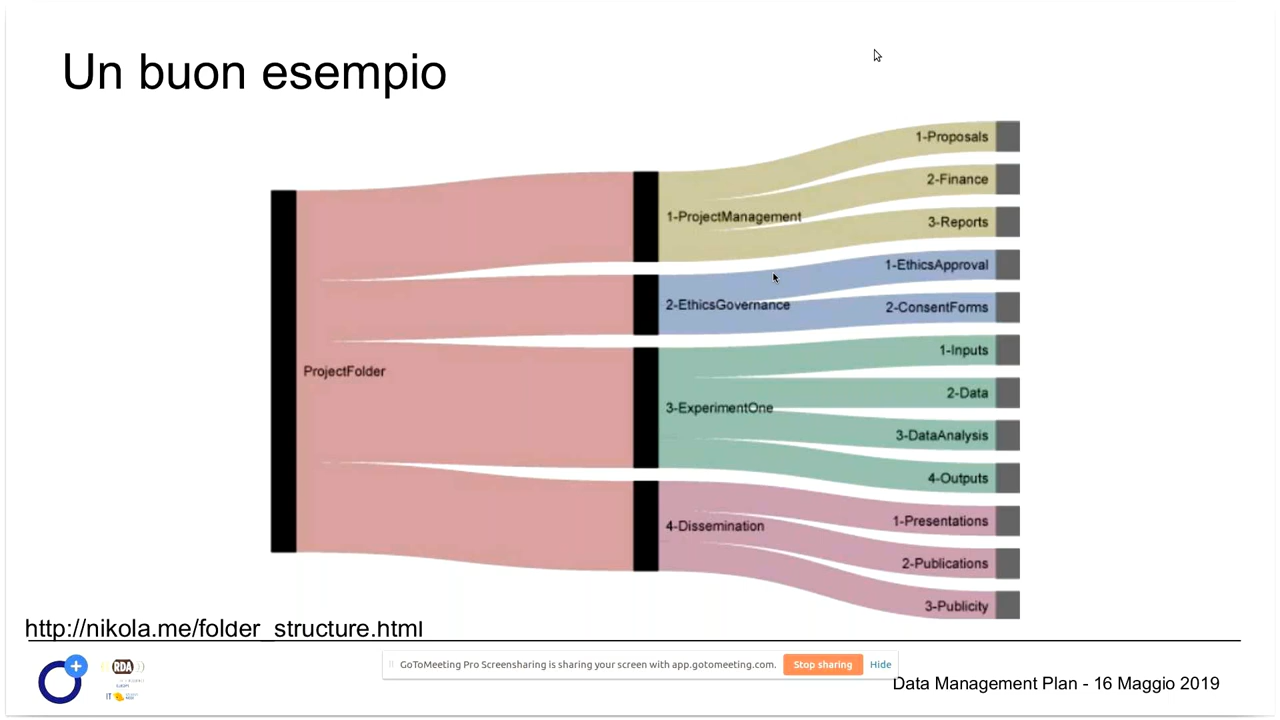 Un buon esempio
1-Proposals
2-Finance
1-ProjectManagement
3-Reports
1-EthicsApproval
2-EthicsGovernance
2-ConsentForms
1-Inputs
ProjectFolder
2-Data
3-ExperimentOne
3-DataAnalysis
4-Outputs
1-Presentations
4-Dissemination
2-Publications
3-Publicity
http://nikola.me/folder_structure.html
RDA
GoToMeeting Pro Screensharing is sharing your screen with app.gotomeeting.com.
Stop sharing
Hide
IT
Data Management Plan - 16 Maggio 2019